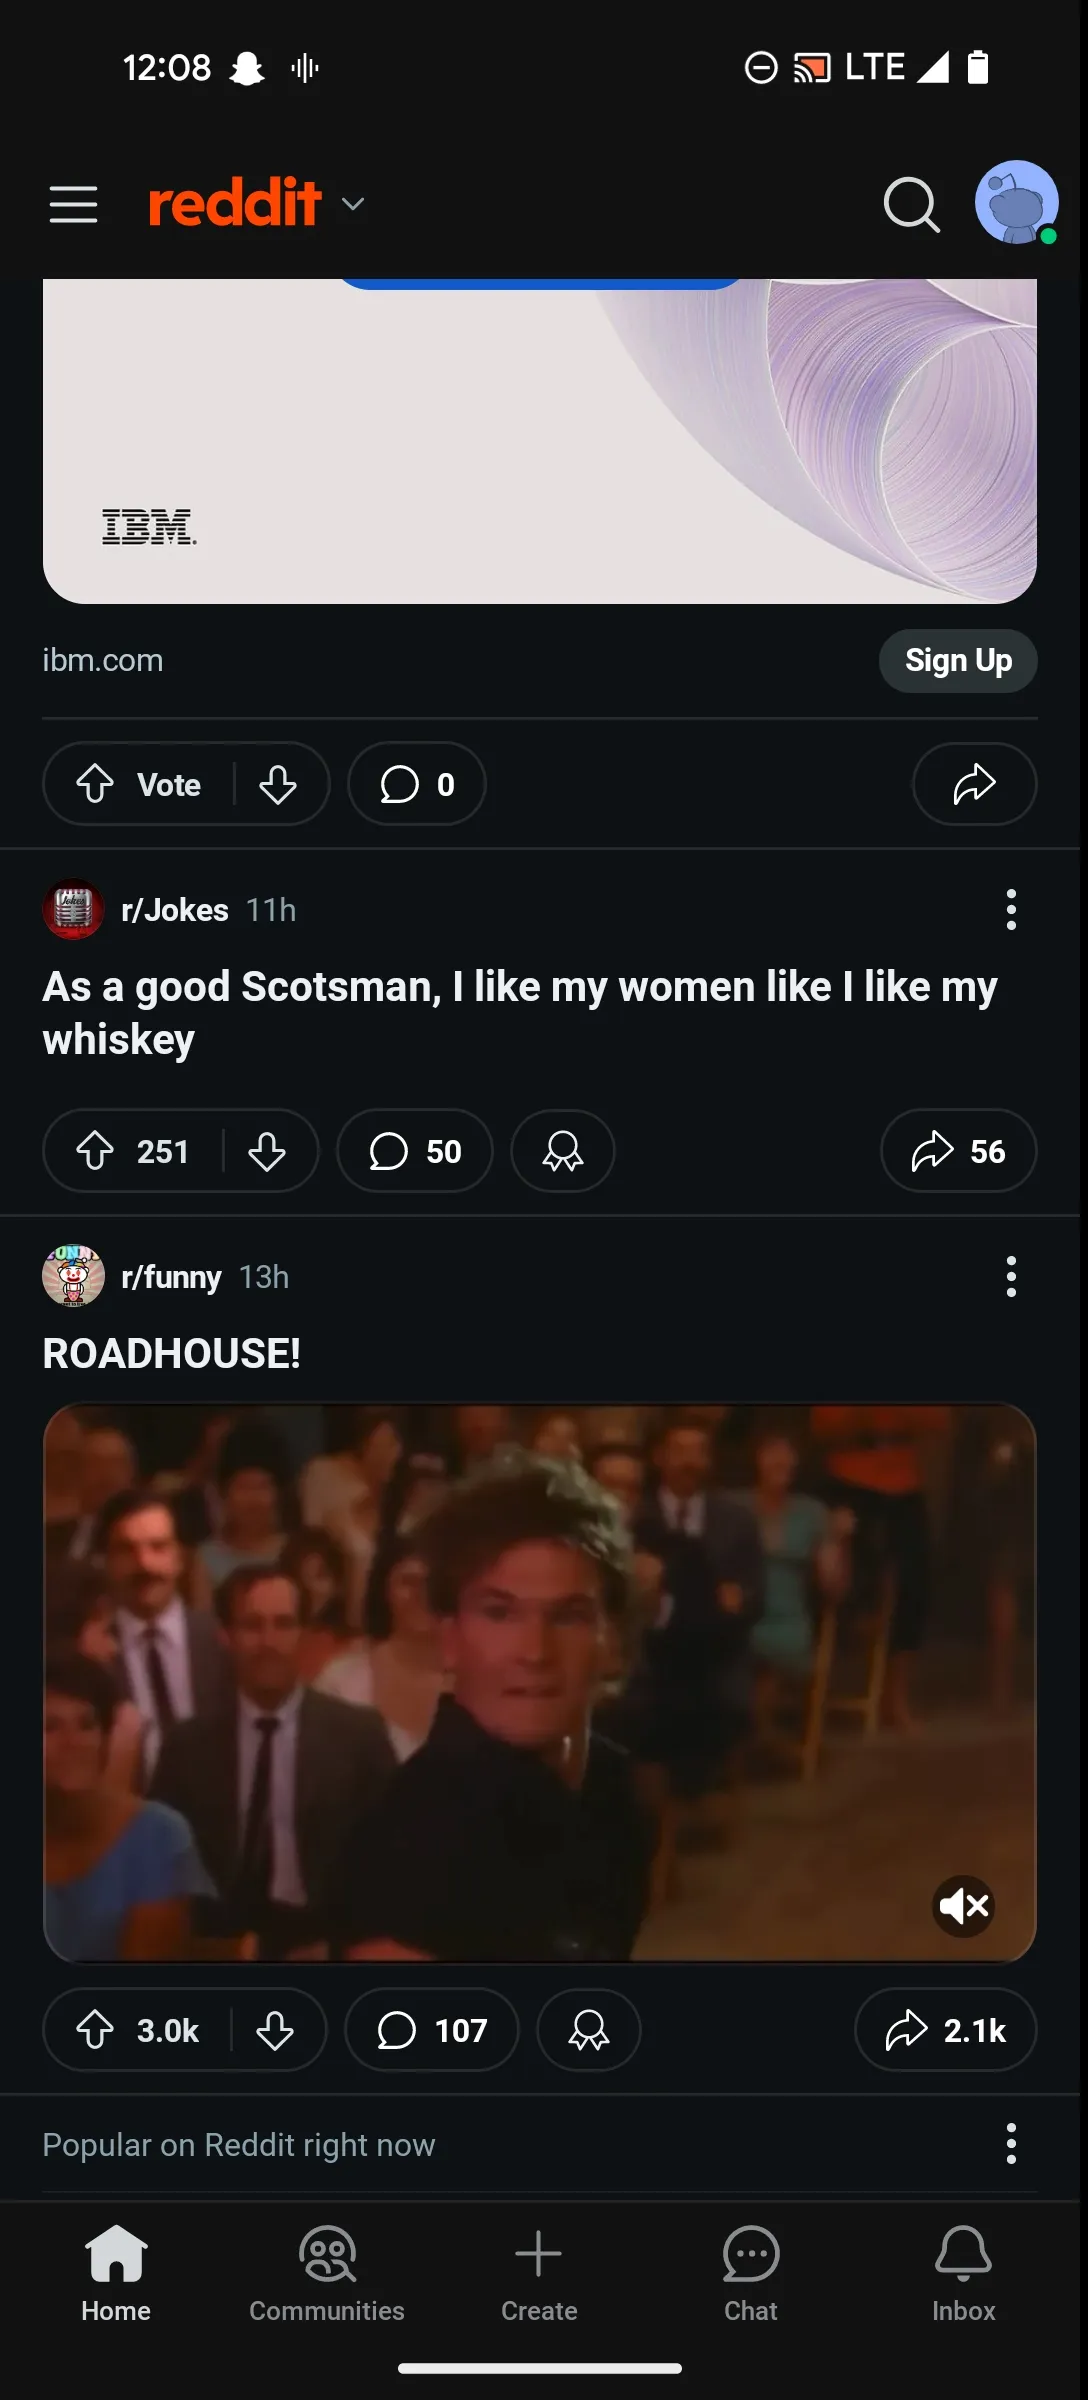 12:08 LTE
reddit
IBM.
ibm.com Sign Up
Vote 0
r/Jokes 11h
As a good Scotsman, I like my women like I like my
whiskey
251 50 56
r/funny 13h
ROADHOUSE!
3.0k 107 2.1k
Popular on Reddit right now
Home Communities Create Chat Inbox